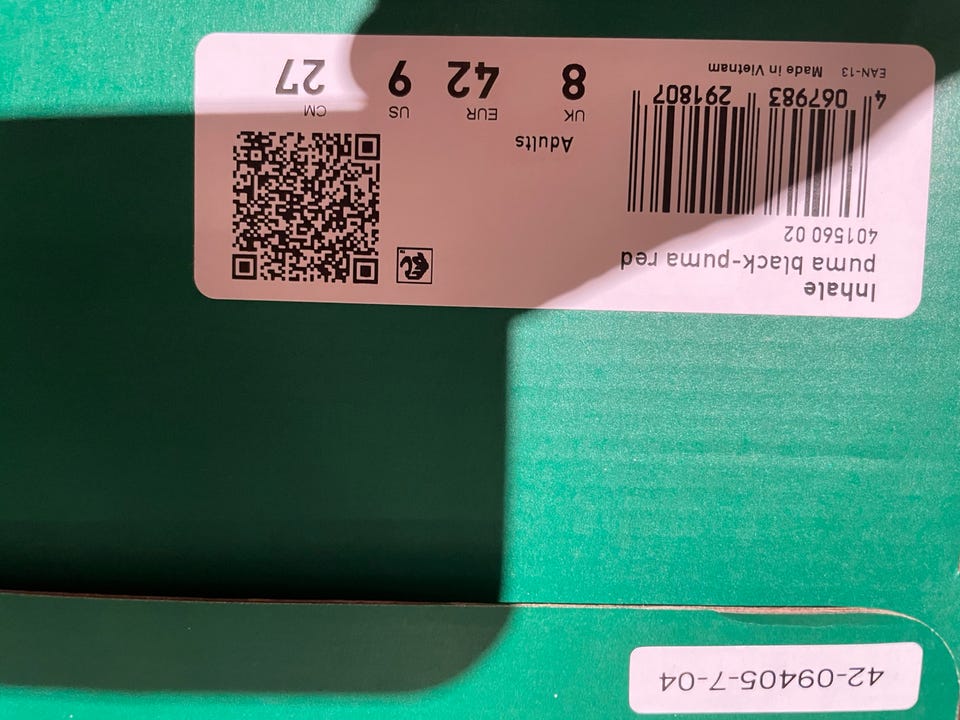 42-09405-7-04
Inhale
puma black-puma red
401560 02
4 067983 291807
EAN-13 Made in Vietnam
Adults
UK EUR US CM
8 42 9 27